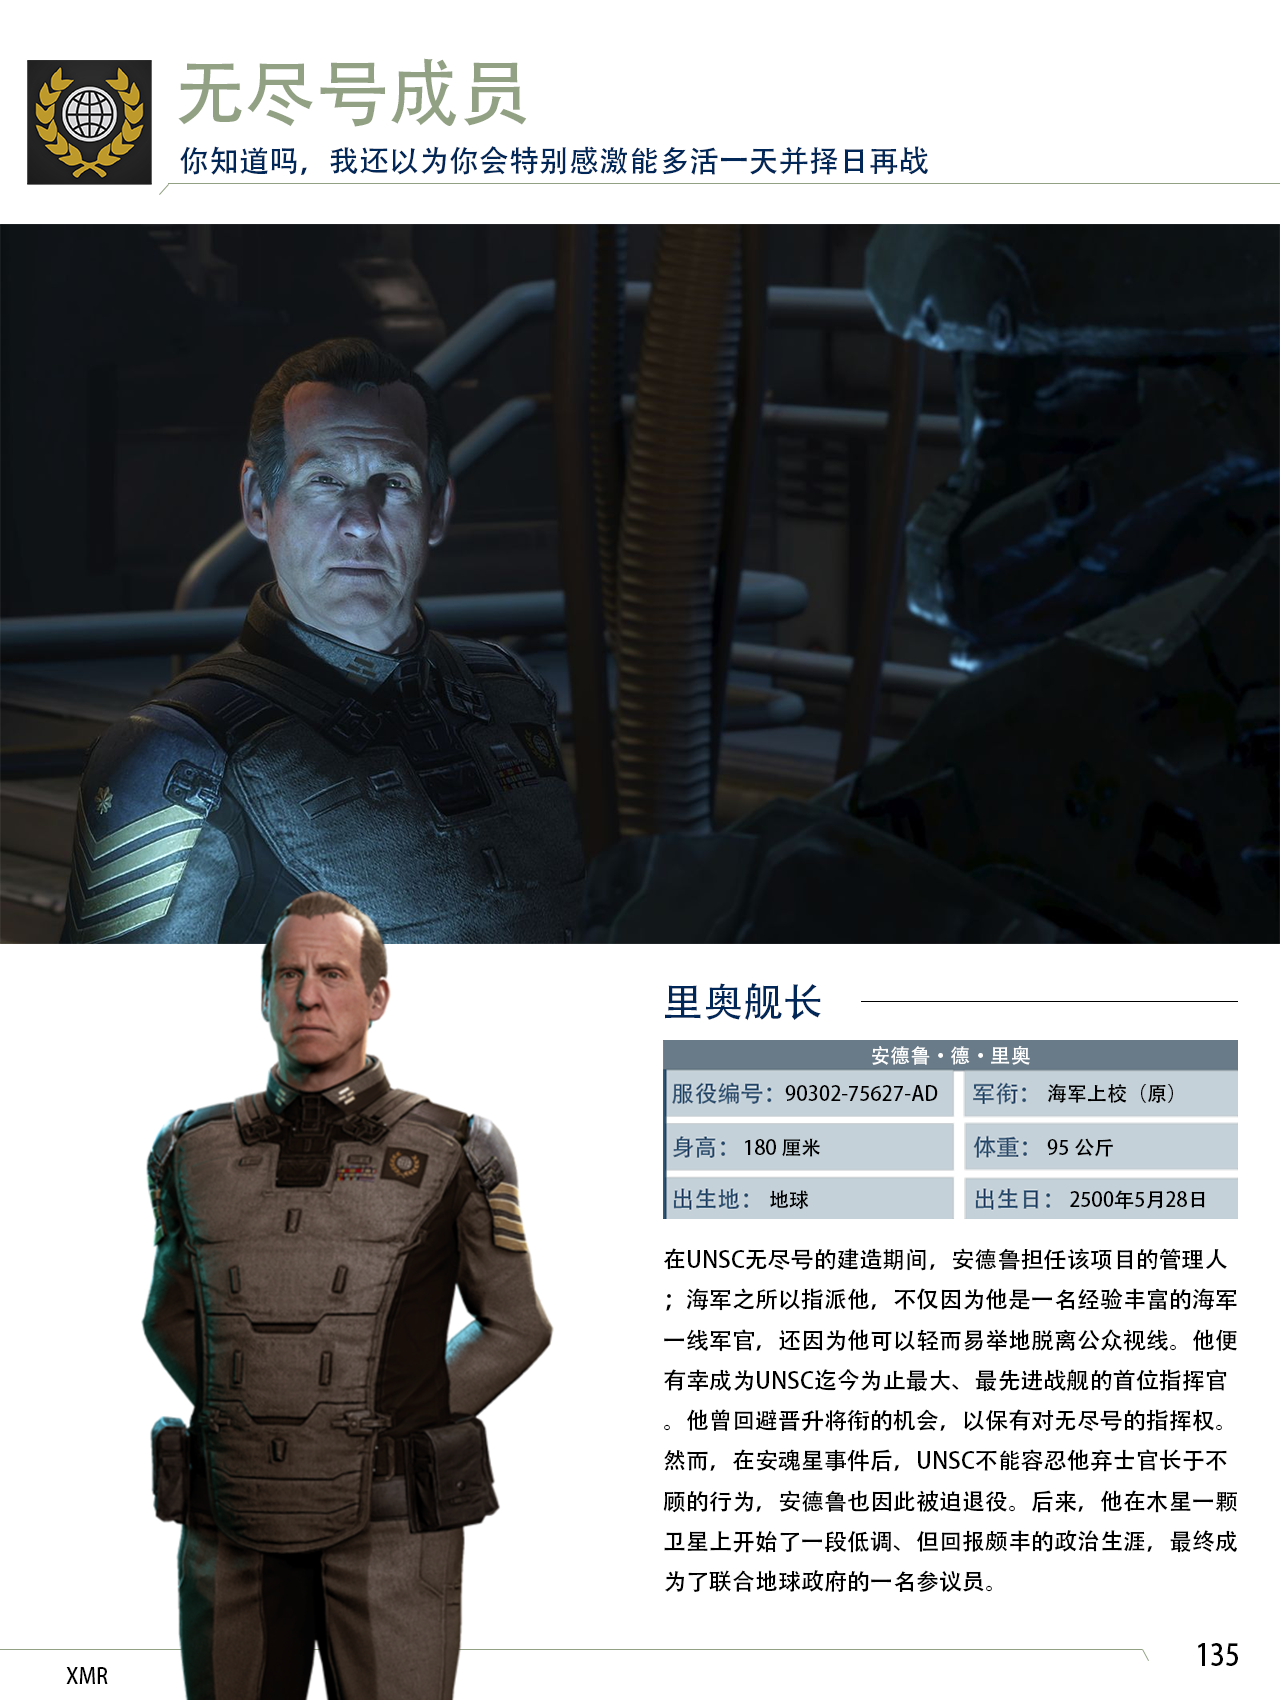 无尽号成员
你知道吗，我还以为你会特别感激能多活一天并择日再战
里奥舰长
安德鲁·德·里奥
服役编号：90302-75627-AD
军衔：海军上校（原）
身高：180 厘米
体重：95 公斤
出生地：地球
出生日：2500年5月28日
在UNSC无尽号的建造期间，安德鲁担任该项目的管理人
；海军之所以指派他，不仅因为他是一名经验丰富的海军
一线军官，还因为他可以轻而易举地脱离公众视线。他便
有幸成为UNSC迄今为止最大、最先进战舰的首位指挥官
。他曾回避晋升将衔的机会，以保有对无尽号的指挥权。
然而，在安魂星事件后，UNSC不能容忍他弃士官长于不
顾的行为，安德鲁也因此被迫退役。后来，他在木星一颗
卫星上开始了一段低调、但回报颇丰的政治生涯，最终成
为了联合地球政府的一名参议员。
XMR
135